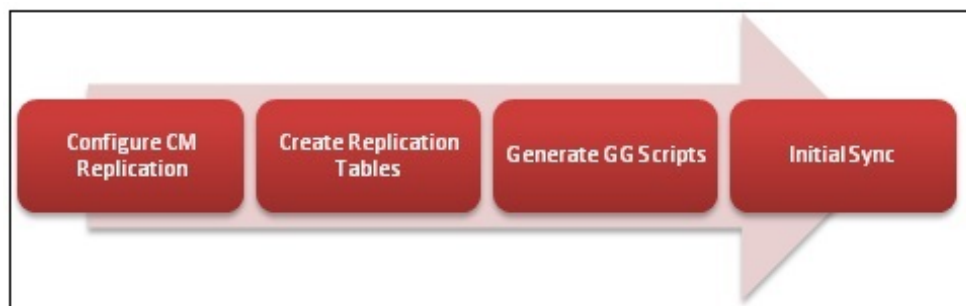 Configure CM
Replication
Create Replication
Tables
Generate GG Scripts
Initial Sync